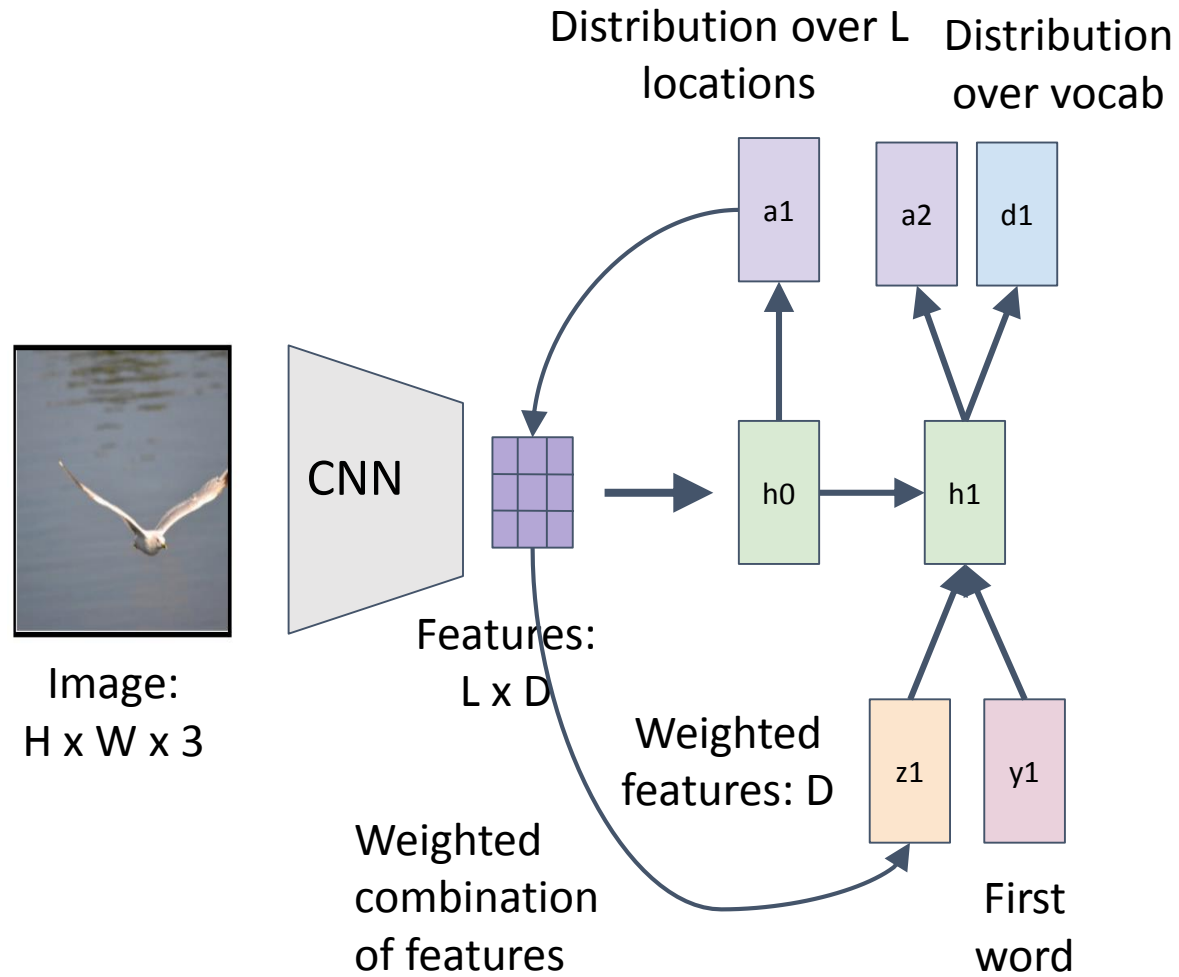 Distribution over L
locations
Distribution
over vocab
a1
a2
d1
CNN
h0
h1
Features:
L x D
Image:
H x W x 3
Weighted
features: D
z1
y1
Weighted
combination
of features
First
word